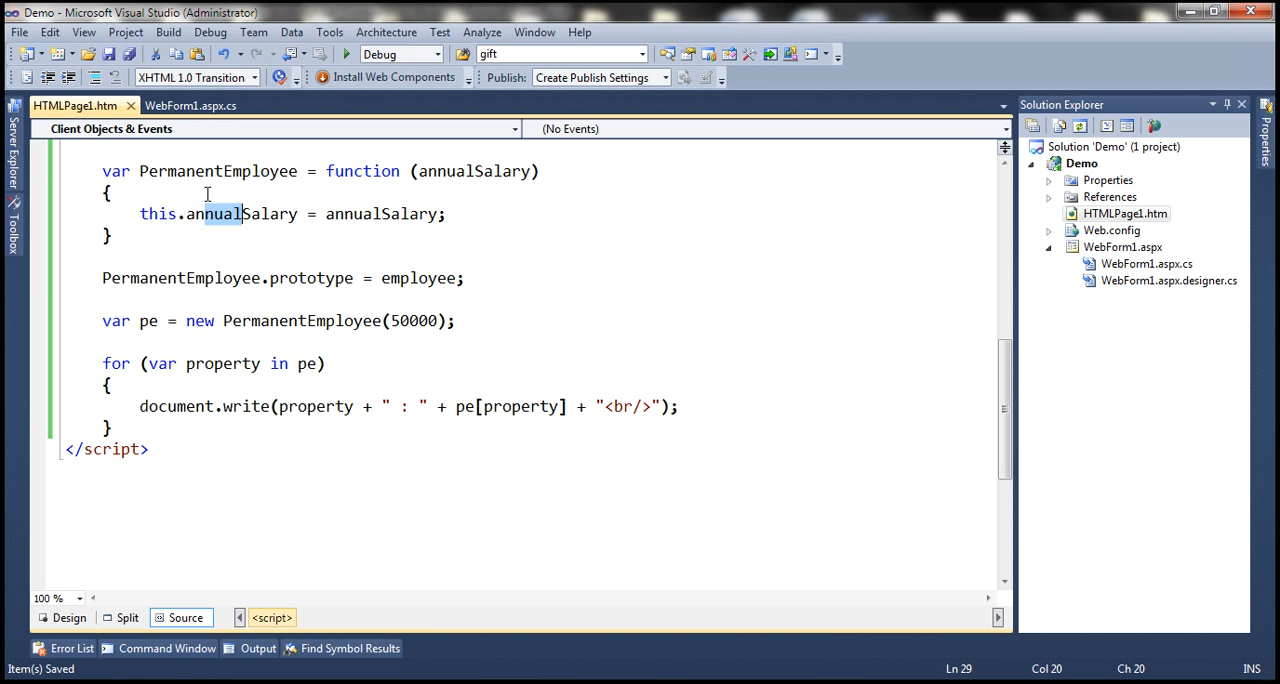 Demo - Microsoft Visual Studio (Administrator)
File Edit View Project Build Debug Team Data Tools Architecture Test Analyze Window Help
Debug gift
XHTML 1.0 Transition Install Web Components Publish: Create Publish Settings
HTMLPage1.htm WebForm1.aspx.cs
Client Objects & Events (No Events)
var PermanentEmployee = function (annualSalary)
{
this.annualSalary = annualSalary;
}
PermanentEmployee.prototype = employee;
var pe = new PermanentEmployee(50000);
for (var property in pe)
{
document.write(property + " : " + pe[property] + "<br/>");
}
</script>
100 %
Design Split Source <script>
Error List Command Window Output Find Symbol Results
Item(s) Saved Ln 29 Col 20 Ch 20 INS
Server Explorer
Toolbox
Solution Explorer
Solution 'Demo' (1 project)
Demo
Properties
References
HTMLPage1.htm
Web.config
WebForm1.aspx
WebForm1.aspx.cs
WebForm1.aspx.designer.cs
Properties